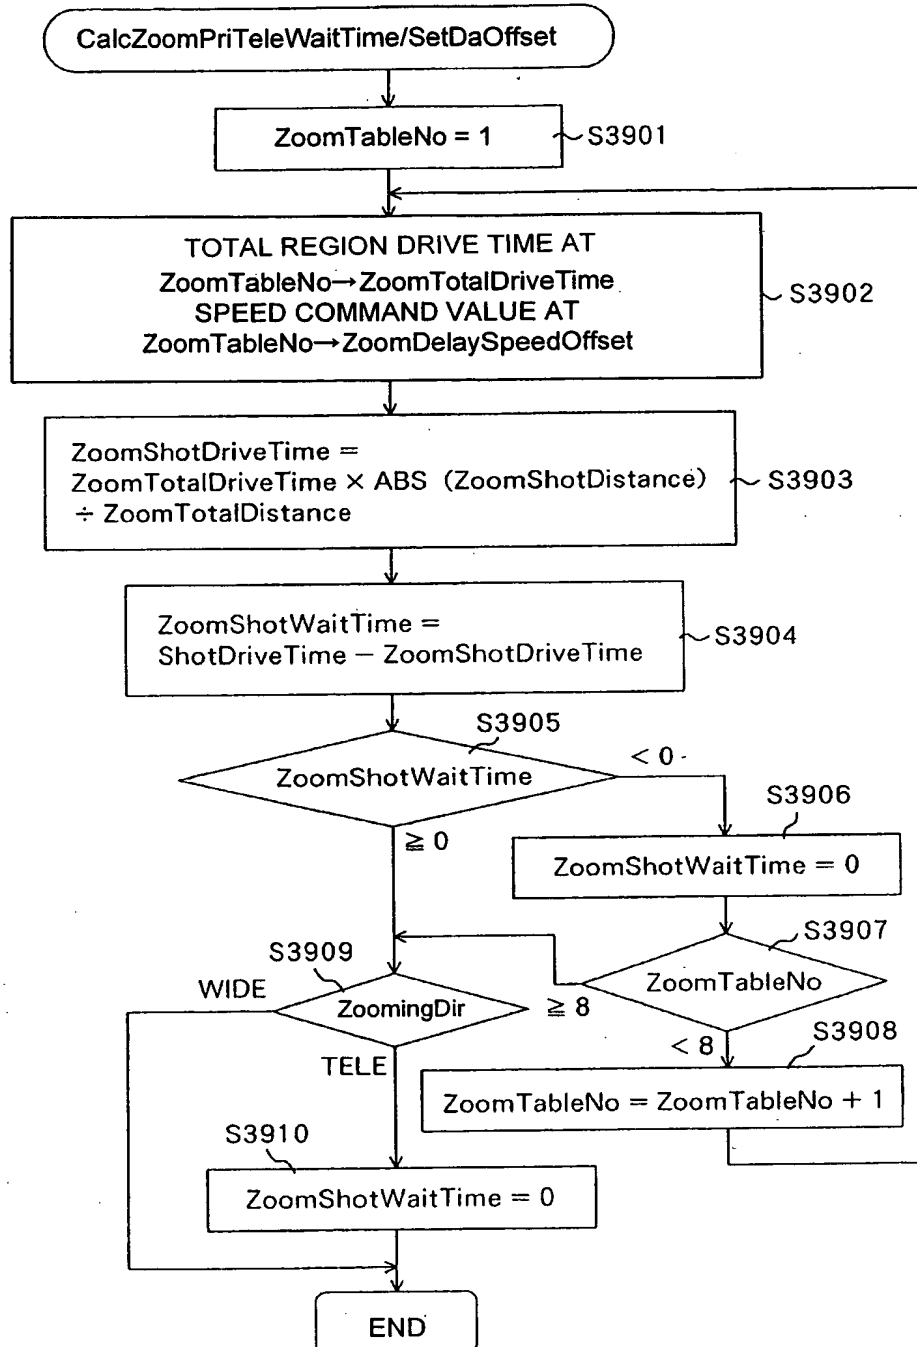 CalcZoomPriTeleWaitTime/SetDaOffset
ZoomTableNo = 1
S3901
TOTAL REGION DRIVE TIME AT
ZoomTableNo→ZoomTotalDriveTime
SPEED COMMAND VALUE AT
ZoomTableNo→ZoomDelaySpeedOffset
S3902
ZoomShotDriveTime =
ZoomTotalDriveTime × ABS (ZoomShotDistance)
÷ ZoomTotalDistance
S3903
ZoomShotWaitTime =
ShotDriveTime − ZoomShotDriveTime
S3904
S3905
ZoomShotWaitTime
< 0
≧ 0
S3906
ZoomShotWaitTime = 0
S3907
ZoomTableNo
≧ 8
< 8
S3908
ZoomTableNo = ZoomTableNo + 1
S3909
ZoomingDir
WIDE
TELE
S3910
ZoomShotWaitTime = 0
END